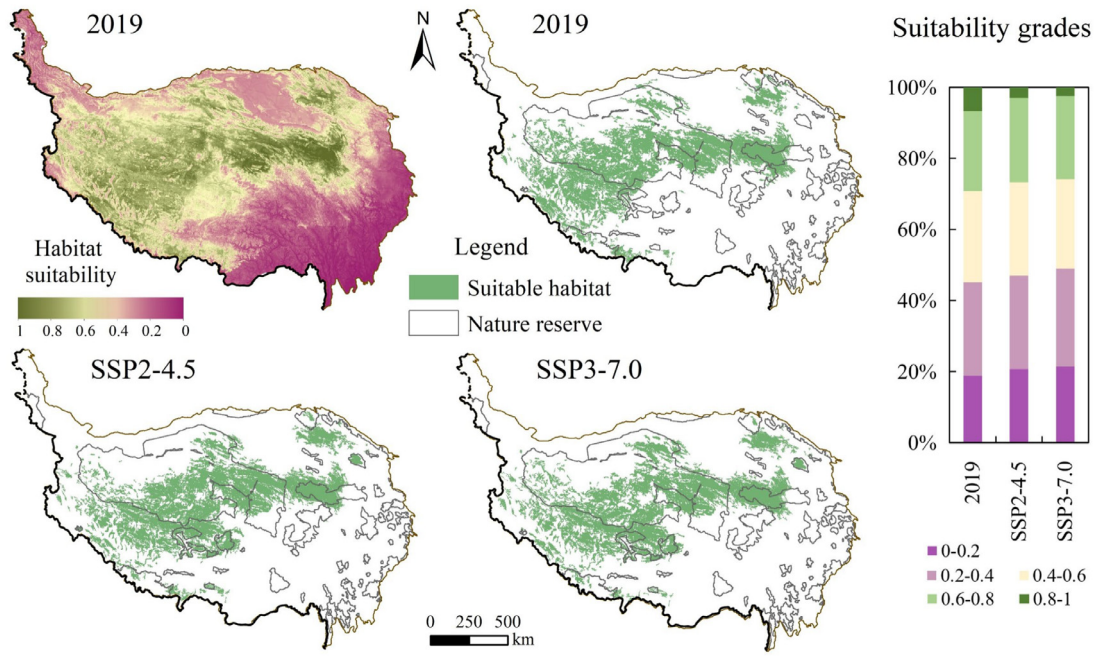 2019
N
2019
Suitability grades
Habitat
suitability
1 0.8 0.6 0.4 0.2 0
Legend
Suitable habitat
Nature reserve
100%
80%
60%
40%
20%
0%
2019
SSP2-4.5
SSP3-7.0
0-0.2
0.2-0.4
0.4-0.6
0.6-0.8
0.8-1
SSP2-4.5
SSP3-7.0
0 250 500
km